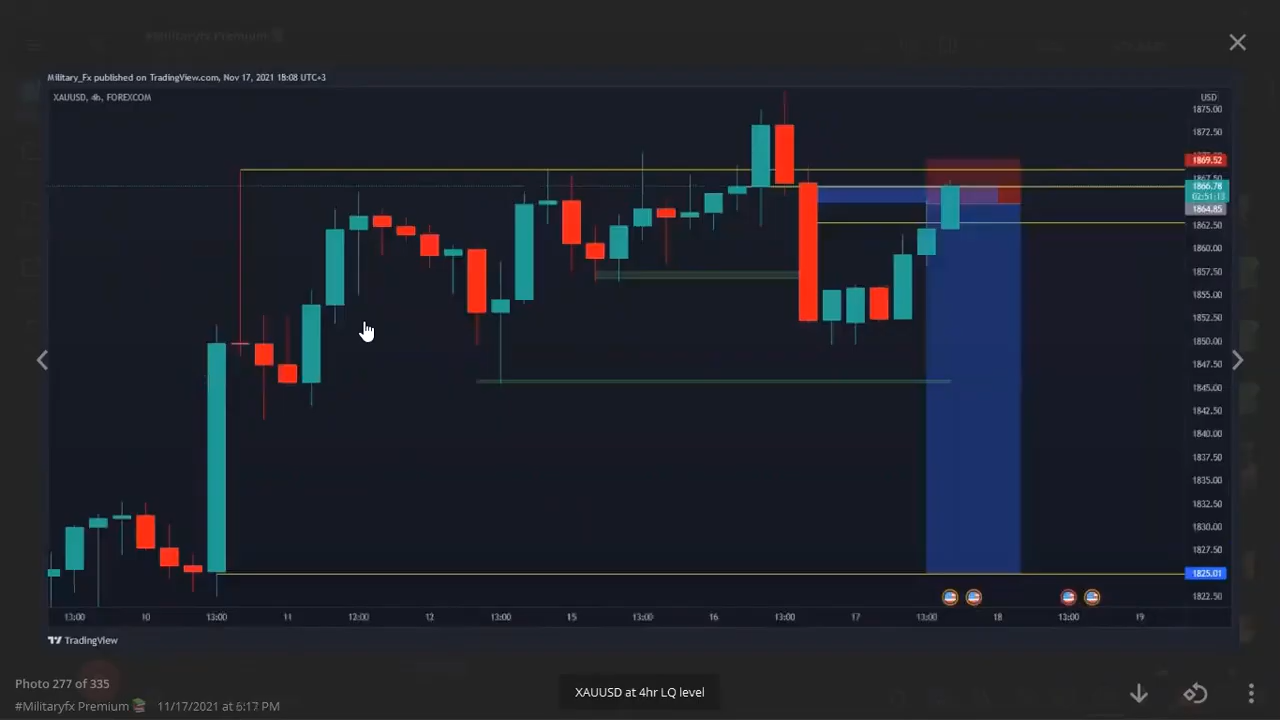 #Militaryfx Premium
Military_Fx published on TradingView.com, Nov 17, 2021 18:08 UTC+3
XAUUSD, 4h, FOREXCOM
USD
1875.00
1872.50
1869.52
1867.50
1866.78
02:51:13
1864.85
1862.50
1860.00
1857.50
1855.00
1852.50
1850.00
1847.50
1845.00
1842.50
1840.00
1837.50
1835.00
1832.50
1830.00
1827.50
1825.01
1822.50
13:00 10 13:00 11 13:00 12 13:00 15 13:00 16 13:00 17 13:00 18 13:00 19
TradingView
Photo 277 of 335
XAUUSD at 4hr LQ level
#Militaryfx Premium 11/17/2021 at 6:17 PM